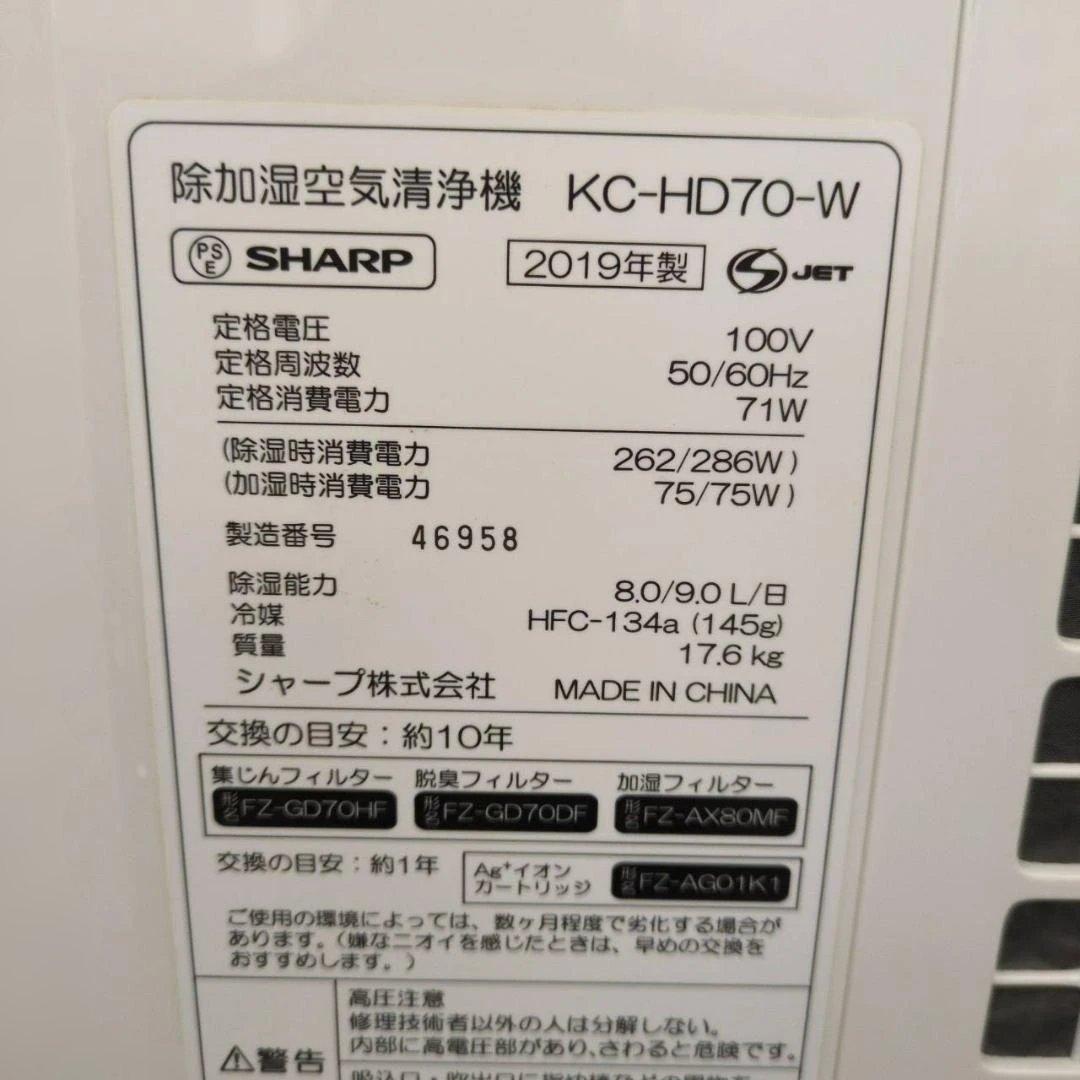 除加湿空気清浄機 KC-HD70-W
PSE SHARP 2019年製 S JET
定格電圧 100V
定格周波数 50/60Hz
定格消費電力 71W
(除湿時消費電力 262/286W)
(加湿時消費電力 75/75W)
製造番号 46958
除湿能力 8.0/9.0 L/日
冷媒 HFC-134a (145g)
質量 17.6 kg
シャープ株式会社 MADE IN CHINA
交換の目安：約10年
集じんフィルター 脱臭フィルター 加湿フィルター
形名 FZ-GD70HF 形名 FZ-GD70DF 形名 FZ-AX80MF
交換の目安：約1年 Ag+イオン
カートリッジ 形名 FZ-AG01K1
ご使用の環境によっては、数ヶ月程度で劣化する場合が
あります。（嫌なニオイを感じたときは、早めの交換を
おすすめします。）
⚠警告
高圧注意
修理技術者以外の人は分解しない。
内部に高電圧部があり、さわると危険です。